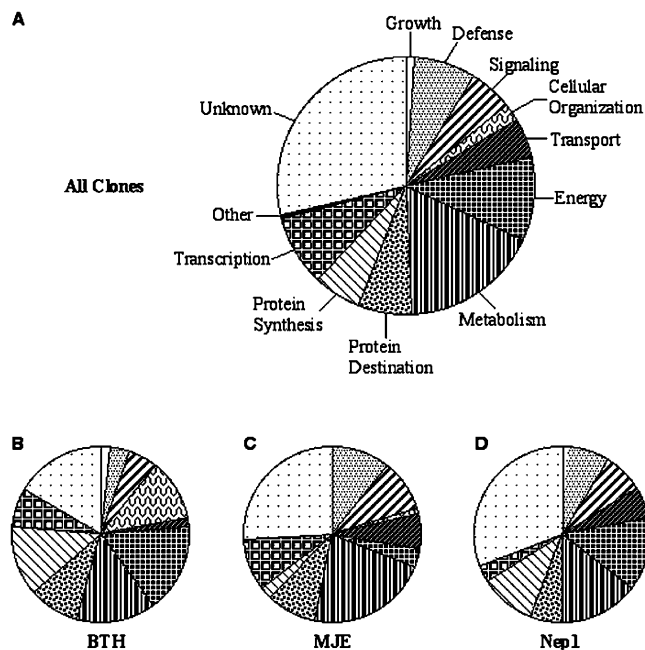 A
Growth
Defense
Signaling
Cellular
Organization
Transport
Energy
Metabolism
Protein
Destination
Protein
Synthesis
Transcription
Other
Unknown
All Clones
B
C
D
BTH
MJE
Nep1